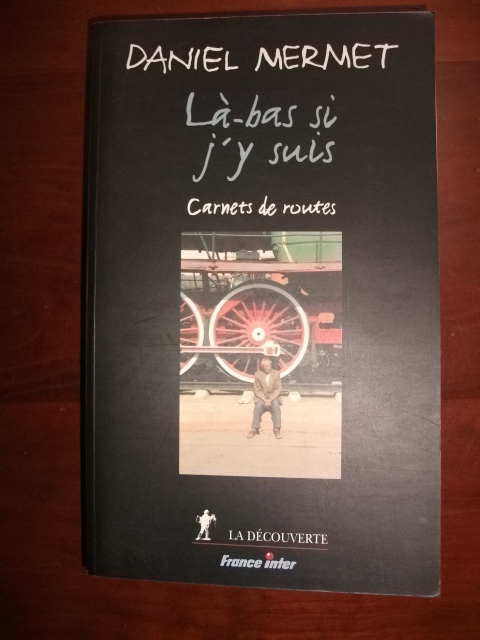 DANIEL MERMET
Là-bas si
j'y suis
Carnets de routes
LA DÉCOUVERTE
France inter